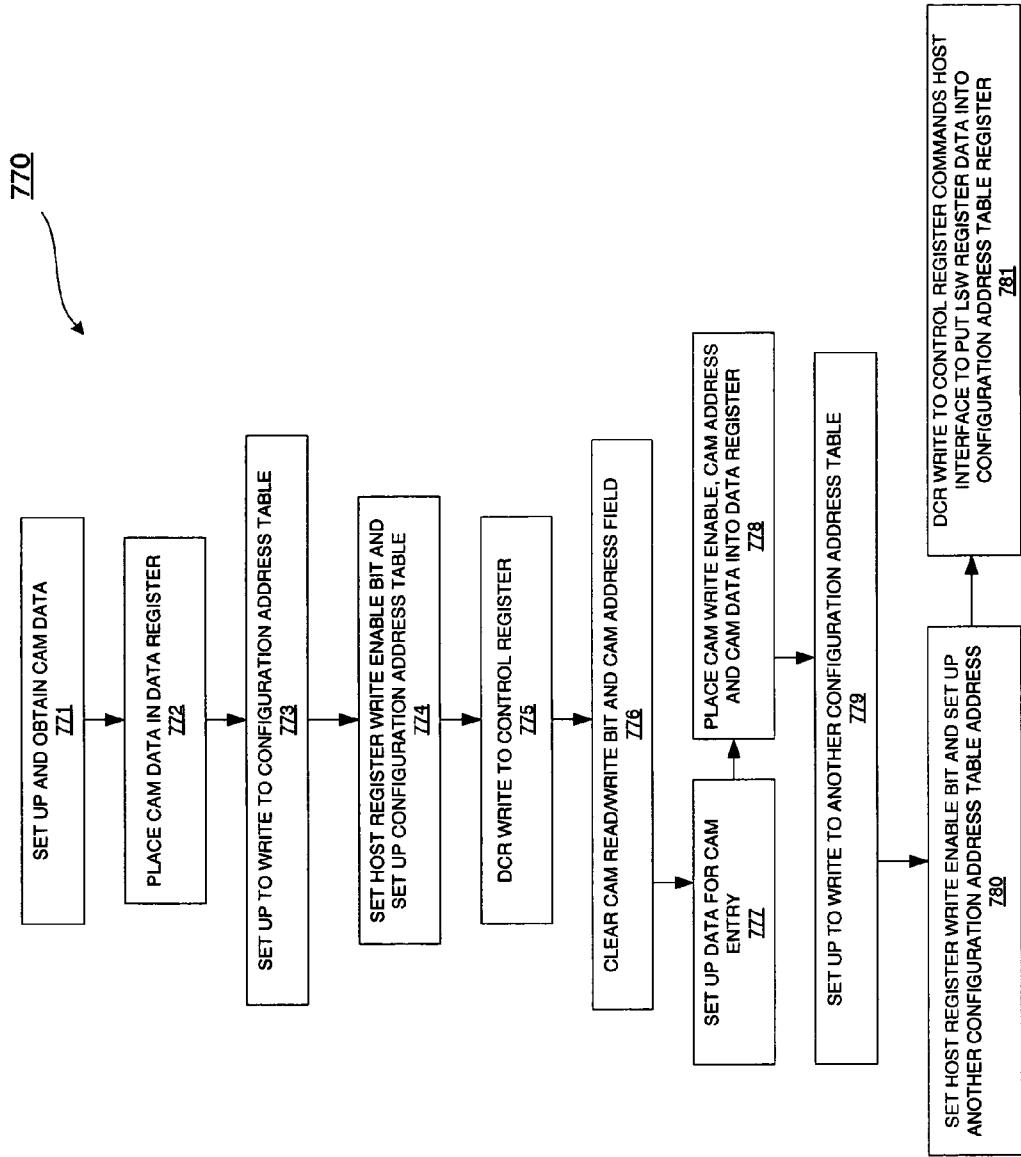 770
SET UP AND OBTAIN CAM DATA
771
PLACE CAM DATA IN DATA REGISTER
772
SET UP TO WRITE TO CONFIGURATION ADDRESS TABLE
773
SET HOST REGISTER WRITE ENABLE BIT AND
SET UP CONFIGURATION ADDRESS TABLE
774
DCR WRITE TO CONTROL REGISTER
775
CLEAR CAM READ/WRITE BIT AND CAM ADDRESS FIELD
776
SET UP DATA FOR CAM
ENTRY
777
PLACE CAM WRITE ENABLE, CAM ADDRESS
AND CAM DATA INTO DATA REGISTER
778
SET UP TO WRITE TO ANOTHER CONFIGURATION ADDRESS TABLE
779
SET HOST REGISTER WRITE ENABLE BIT AND SET UP
ANOTHER CONFIGURATION ADDRESS TABLE ADDRESS
780
DCR WRITE TO CONTROL REGISTER COMMANDS HOST
INTERFACE TO PUT LSW REGISTER DATA INTO
CONFIGURATION ADDRESS TABLE REGISTER
781